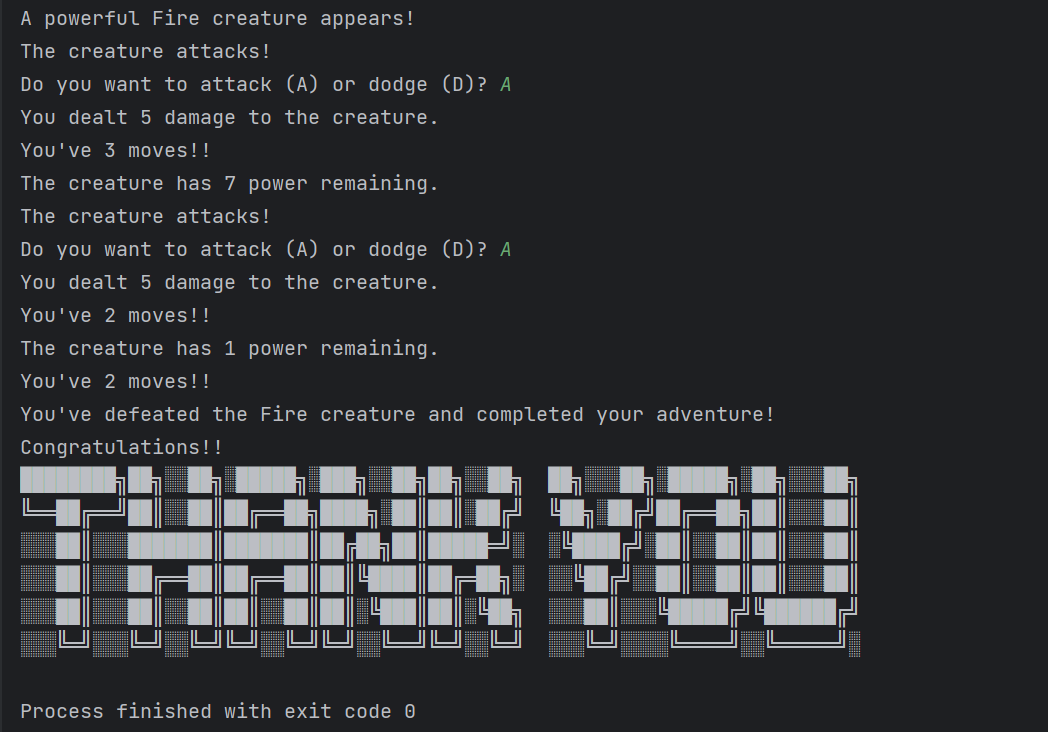 A powerful Fire creature appears!
The creature attacks!
Do you want to attack (A) or dodge (D)? A
You dealt 5 damage to the creature.
You've 3 moves!!
The creature has 7 power remaining.
The creature attacks!
Do you want to attack (A) or dodge (D)? A
You dealt 5 damage to the creature.
You've 2 moves!!
The creature has 1 power remaining.
You've 2 moves!!
You've defeated the Fire creature and completed your adventure!
Congratulations!!
THANK YOU
Process finished with exit code 0